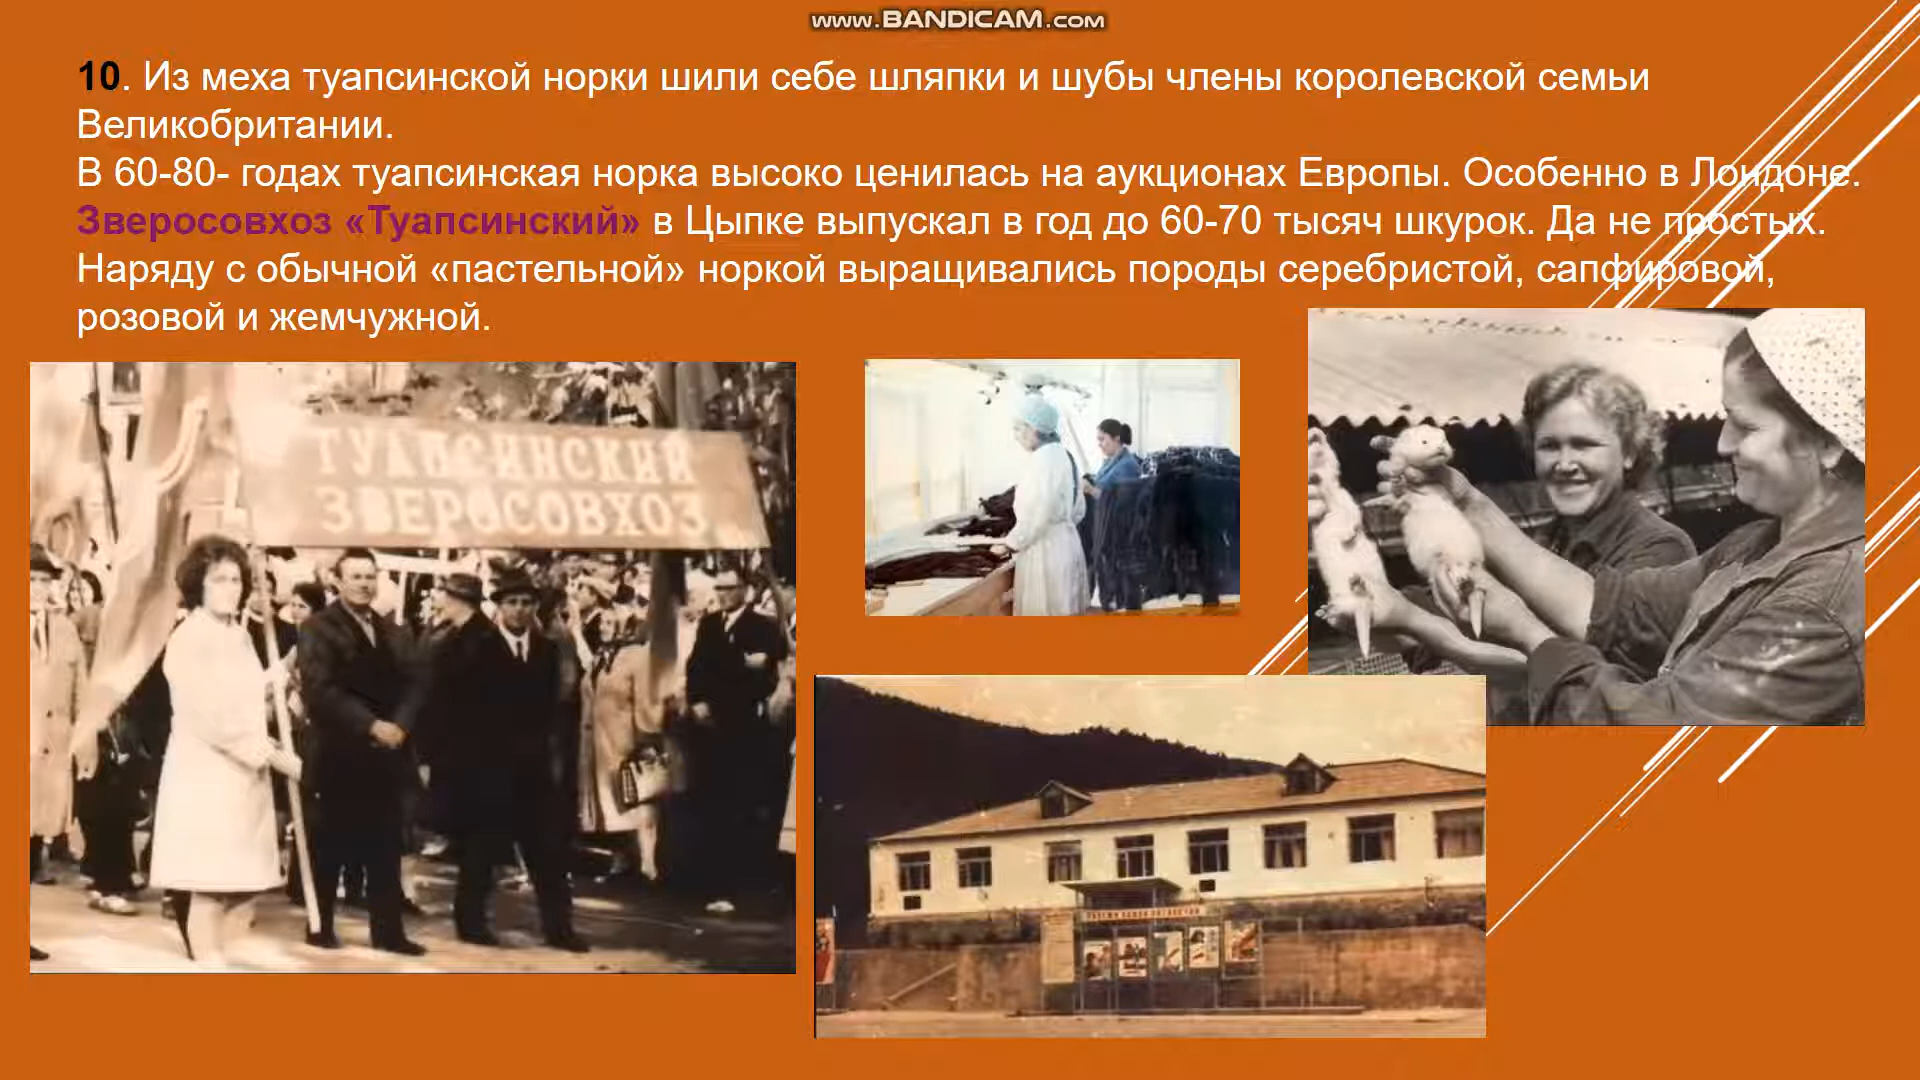 www.BANDICAM.com
10. Из меха туапсинской норки шили себе шляпки и шубы члены королевской семьи
Великобритании.
В 60-80- годах туапсинская норка высоко ценилась на аукционах Европы. Особенно в Лондоне.
Зверосовхоз «Туапсинский» в Цыпке выпускал в год до 60-70 тысяч шкурок. Да не простых.
Наряду с обычной «пастельной» норкой выращивались породы серебристой, сапфировой,
розовой и жемчужной.
ТУАПСИНСКИЙ
ЗВЕРОСОВХОЗ